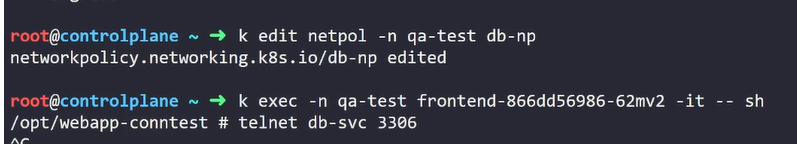 root@controlplane ~ ➜ k edit netpol -n qa-test db-np
networkpolicy.networking.k8s.io/db-np edited
root@controlplane ~ ➜ k exec -n qa-test frontend-866dd56986-62mv2 -it -- sh
/opt/webapp-conntest # telnet db-svc 3306
^C